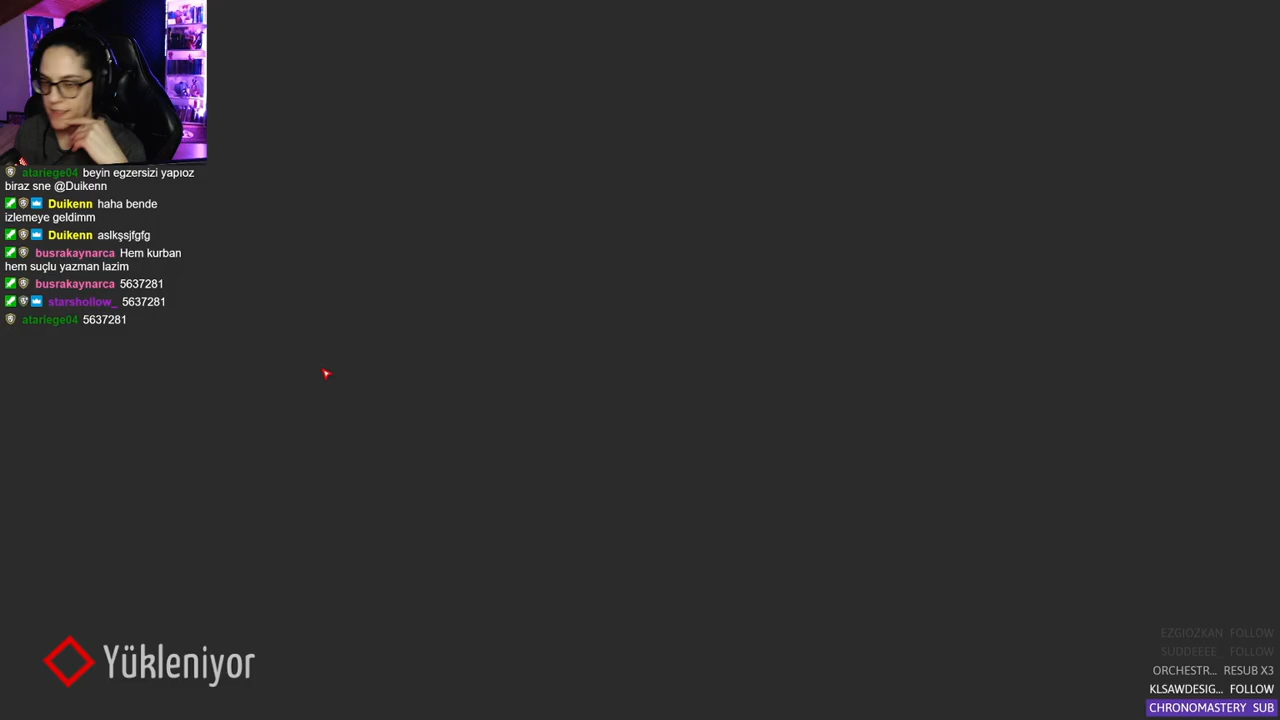 atariege04 beyin egzersizi yapıoz
biraz sne @Duikenn
Duikenn haha bende
izlemeye geldimm
Duikenn aslkşsjfgfg
busrakaynarca Hem kurban
hem suçlu yazman lazim
busrakaynarca 5637281
starshollow_ 5637281
atariege04 5637281
Yükleniyor
EZGIOZKAN FOLLOW
SUDDEEEE_ FOLLOW
ORCHESTR... RESUB X3
KLSAWDESIG... FOLLOW
CHRONOMASTERY SUB